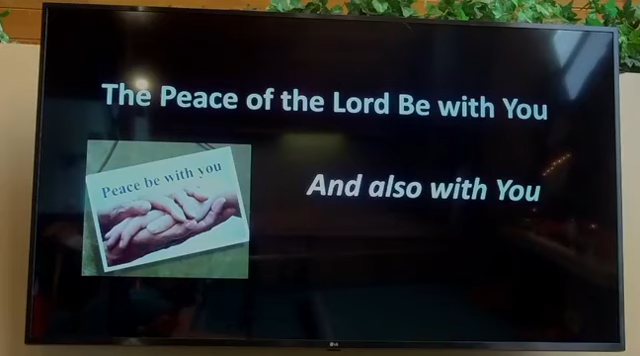 The Peace of the Lord Be with You
Peace be with you
And also with You
LG